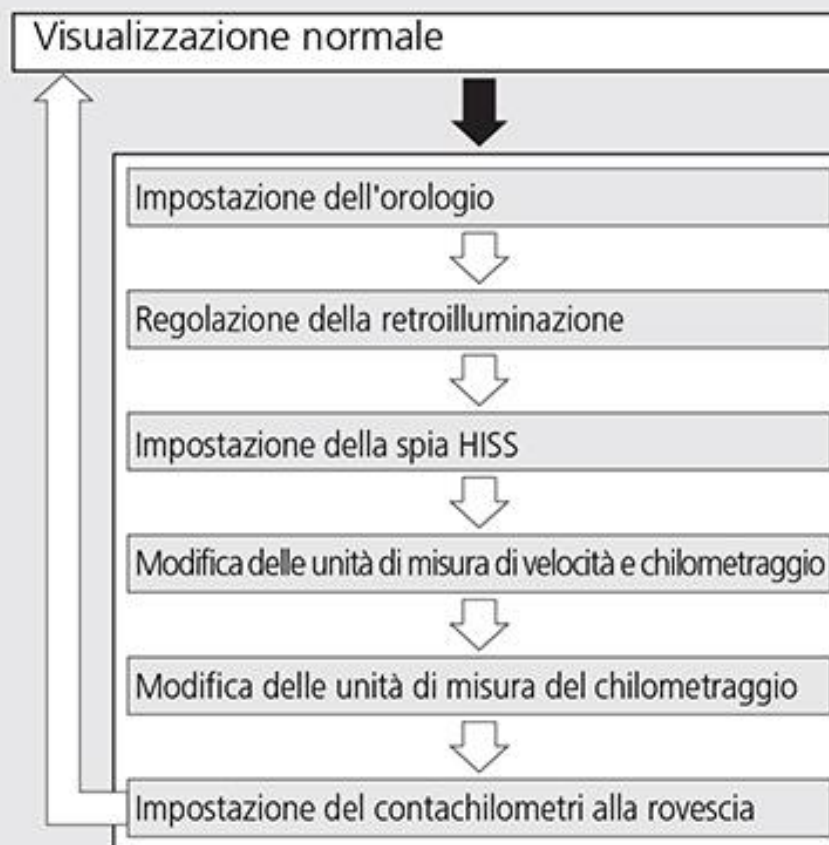 Visualizzazione normale
Impostazione dell'orologio
Regolazione della retroilluminazione
Impostazione della spia HISS
Modifica delle unità di misura di velocità e chilometraggio
Modifica delle unità di misura del chilometraggio
Impostazione del contachilometri alla rovescia